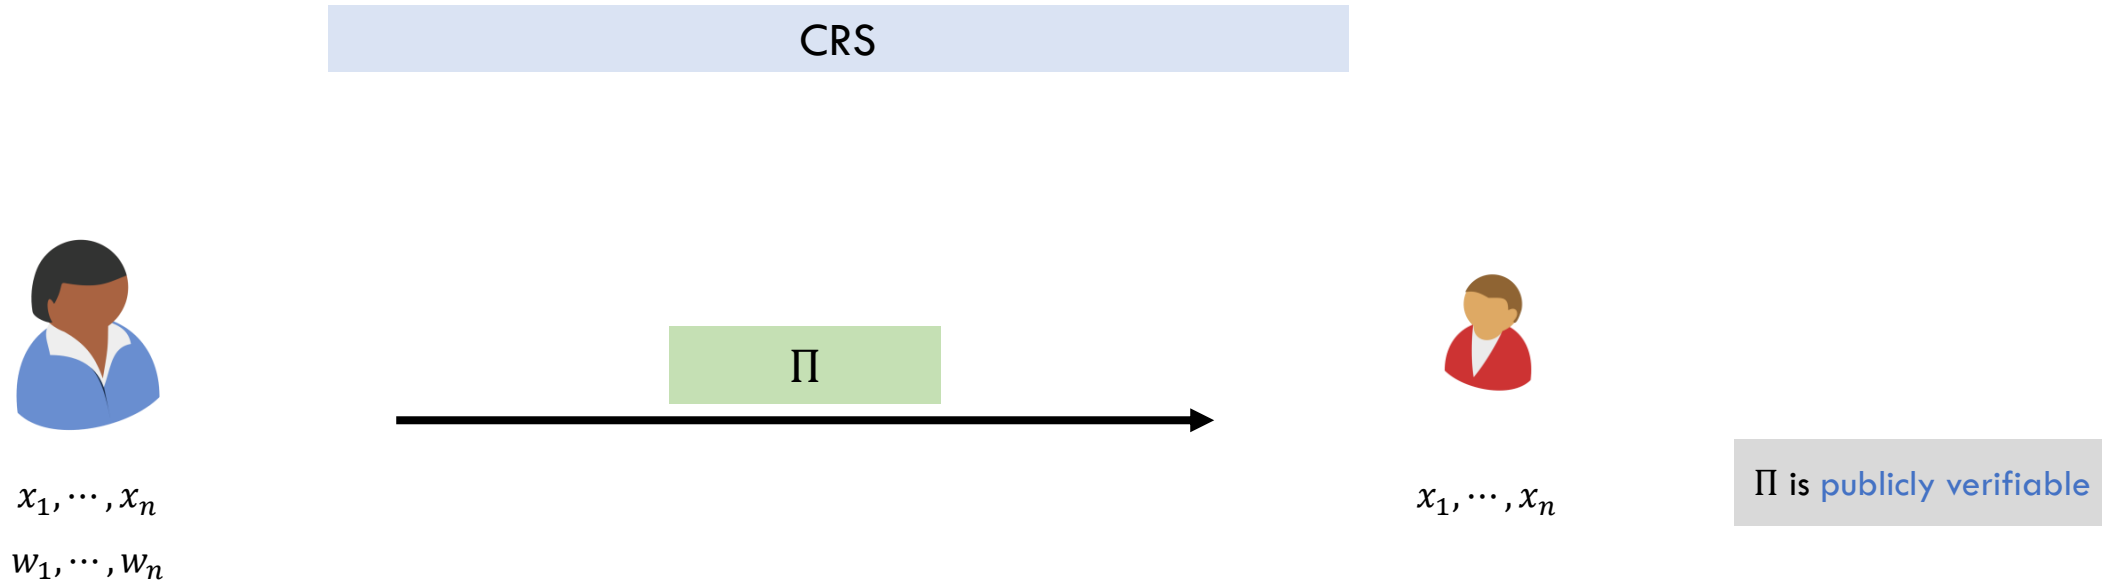 CRS
Π
x₁, ⋯ , xₙ
w₁, ⋯ , wₙ
x₁, ⋯ , xₙ
Π is publicly verifiable